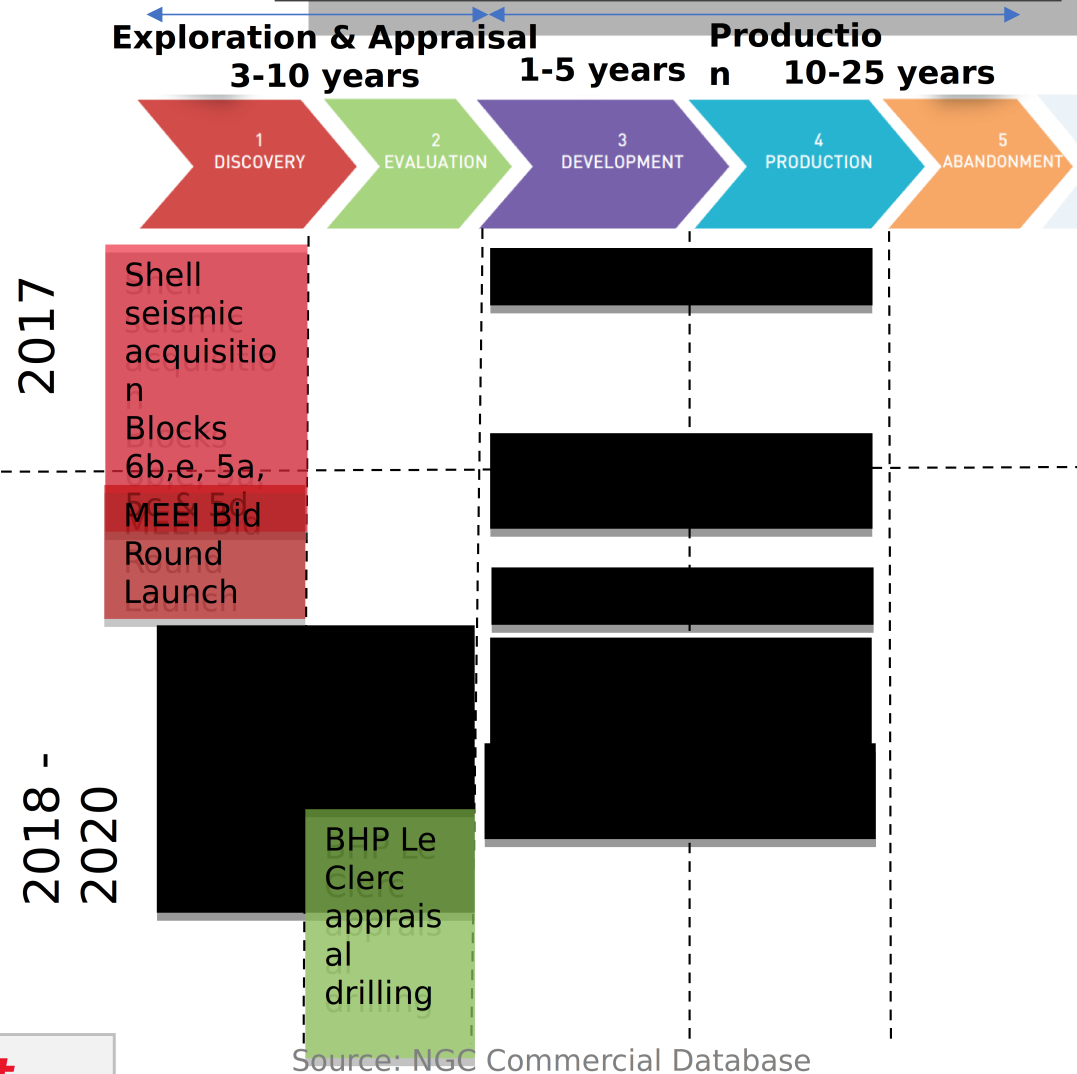 Exploration & Appraisal
3-10 years
1-5 years
Productio
n
10-25 years
1
DISCOVERY
2
EVALUATION
3
DEVELOPMENT
4
PRODUCTION
5
ABANDONMENT
2017
Shell
seismic
acquisitio
n
Blocks
6b,e, 5a,
5c & 5d
MEEI Bid
Round
Launch
2018 -
2020
BHP Le
Clerc
apprais
al
drilling
Source: NGC Commercial Database